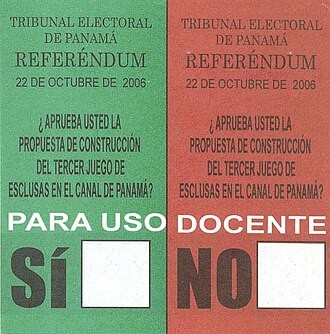 TRIBUNAL ELECTORAL
DE PANAMÁ
REFERÉNDUM
22 DE OCTUBRE DE 2006
¿APRUEBA USTED LA
PROPUESTA DE CONSTRUCCIÓN
DEL TERCER JUEGO DE
ESCLUSAS EN EL CANAL DE PANAMÁ?
TRIBUNAL ELECTORAL
DE PANAMÁ
REFERÉNDUM
22 DE OCTUBRE DE 2006
¿APRUEBA USTED LA
PROPUESTA DE CONSTRUCCIÓN
DEL TERCER JUEGO DE
ESCLUSAS EN EL CANAL DE PANAMÁ?
PARA USO DOCENTE
SÍ
NO